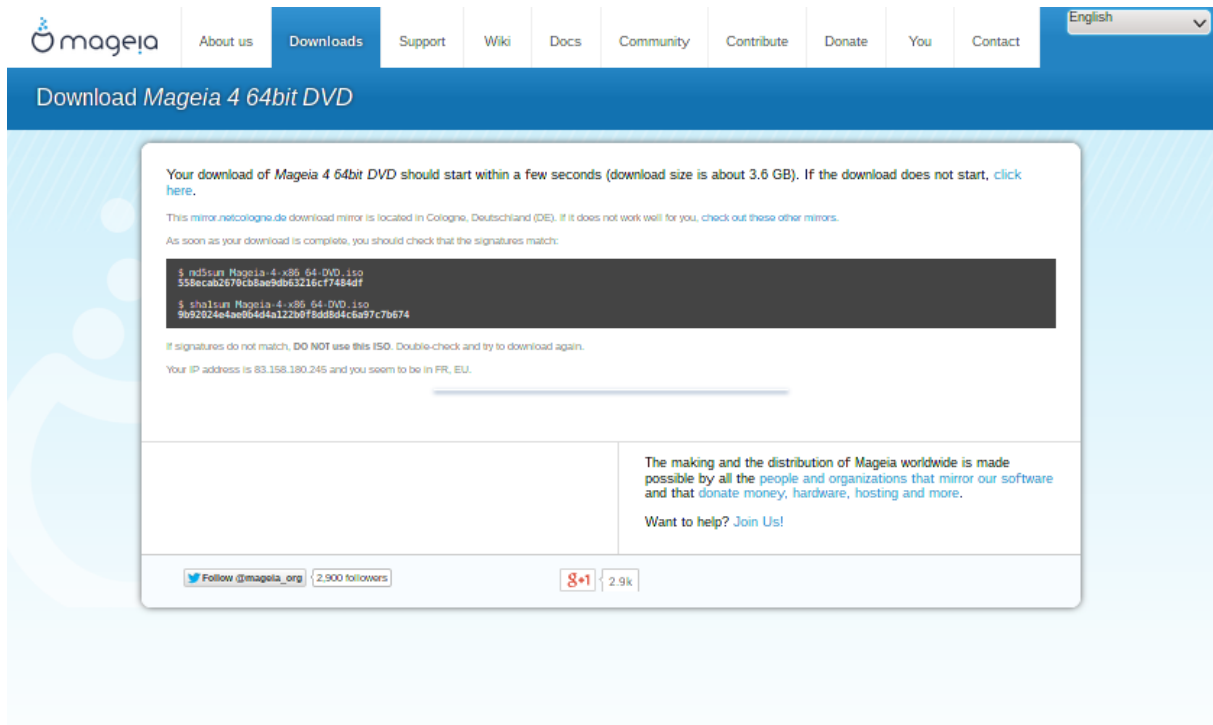 mageia
About us
Downloads
Support
Wiki
Docs
Community
Contribute
Donate
You
Contact
English
Download Mageia 4 64bit DVD
Your download of Mageia 4 64bit DVD should start within a few seconds (download size is about 3.6 GB). If the download does not start, click
here.
This mirror.netcologne.de download mirror is located in Cologne, Deutschland (DE). If it does not work well for you, check out these other mirrors.
As soon as your download is complete, you should check that the signatures match:
$ md5sum Mageia-4-x86_64-DVD.iso
558ecab2670cb8ae9db63216cf7484df
$ sha1sum Mageia-4-x86_64-DVD.iso
9b92024e4ae0b4d4a122b0f8dd8d4c6a97c7b674
If signatures do not match, DO NOT use this ISO. Double-check and try to download again.
Your IP address is 83.158.180.245 and you seem to be in FR, EU.
The making and the distribution of Mageia worldwide is made
possible by all the people and organizations that mirror our software
and that donate money, hardware, hosting and more.
Want to help? Join Us!
Follow @mageia_org
2,900 followers
g+1
2.9k